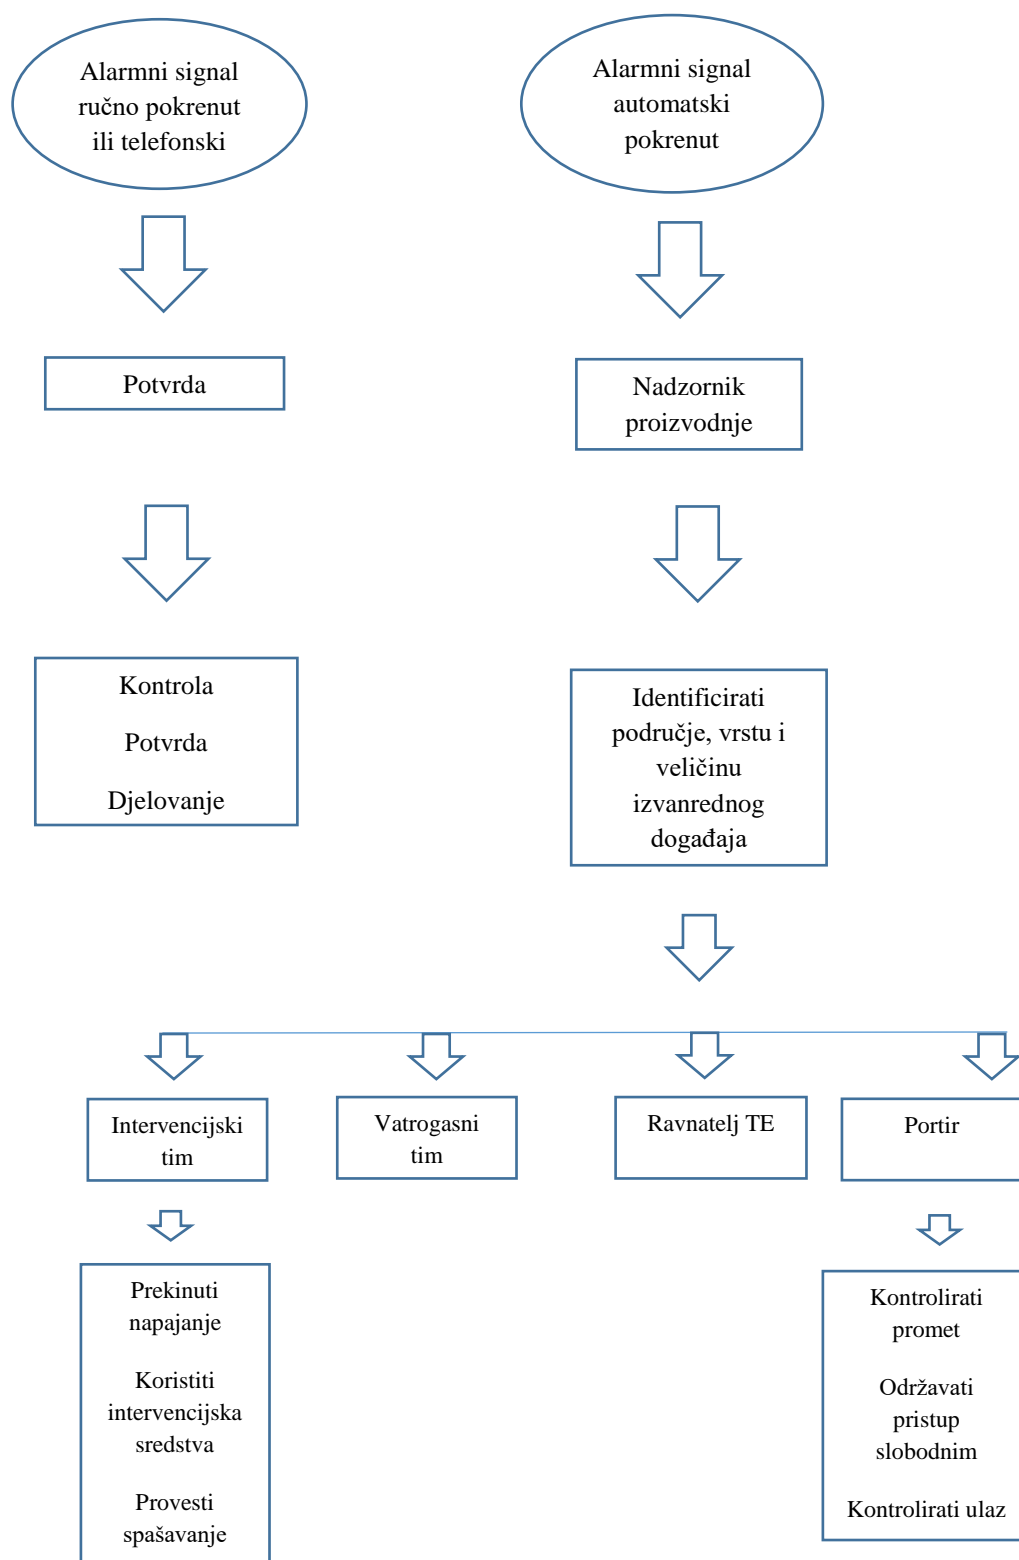 Alarmni signal
ručno pokrenut
ili telefonski
Alarmni signal
automatski
pokrenut
Potvrda
Nadzornik
proizvodnje
Kontrola
Potvrda
Djelovanje
Identificirati
područje, vrstu i
veličinu
izvanrednog
događaja
Intervencijski
tim
Vatrogasni
tim
Ravnatelj TE
Portir
Prekinuti
napajanje
Koristiti
intervencijska
sredstva
Provesti
spašavanje
Kontrolirati
promet
Održavati
pristup
slobodnim
Kontrolirati ulaz